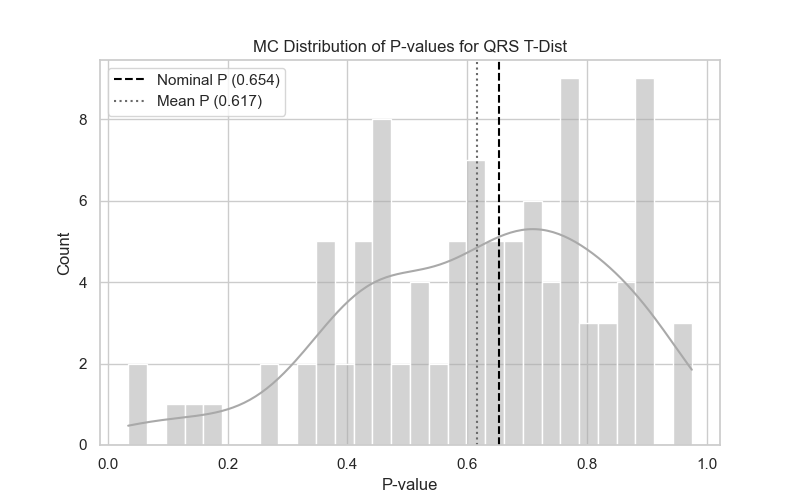 MC Distribution of P-values for QRS T-Dist
Nominal P (0.654)
Mean P (0.617)
8
6
4
2
0
Count
0.0 0.2 0.4 0.6 0.8 1.0
P-value